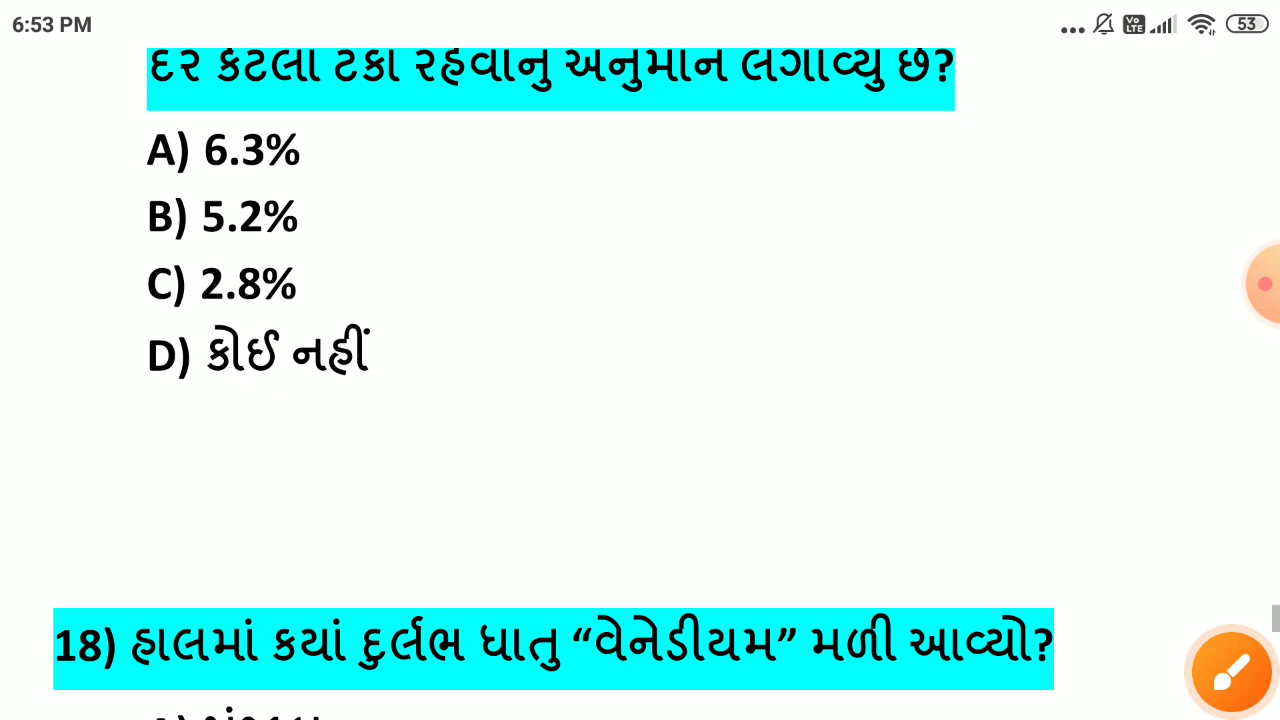 6:53 PM
53
દર કેટલા ટકા રહેવાનું અનુમાન લગાવ્યું છે?
A) 6.3%
B) 5.2%
C) 2.8%
D) કોઈ નહીં
18) હાલમાં કયાં દુર્લભ ધાતુ “વેનેડીયમ” મળી આવ્યો?